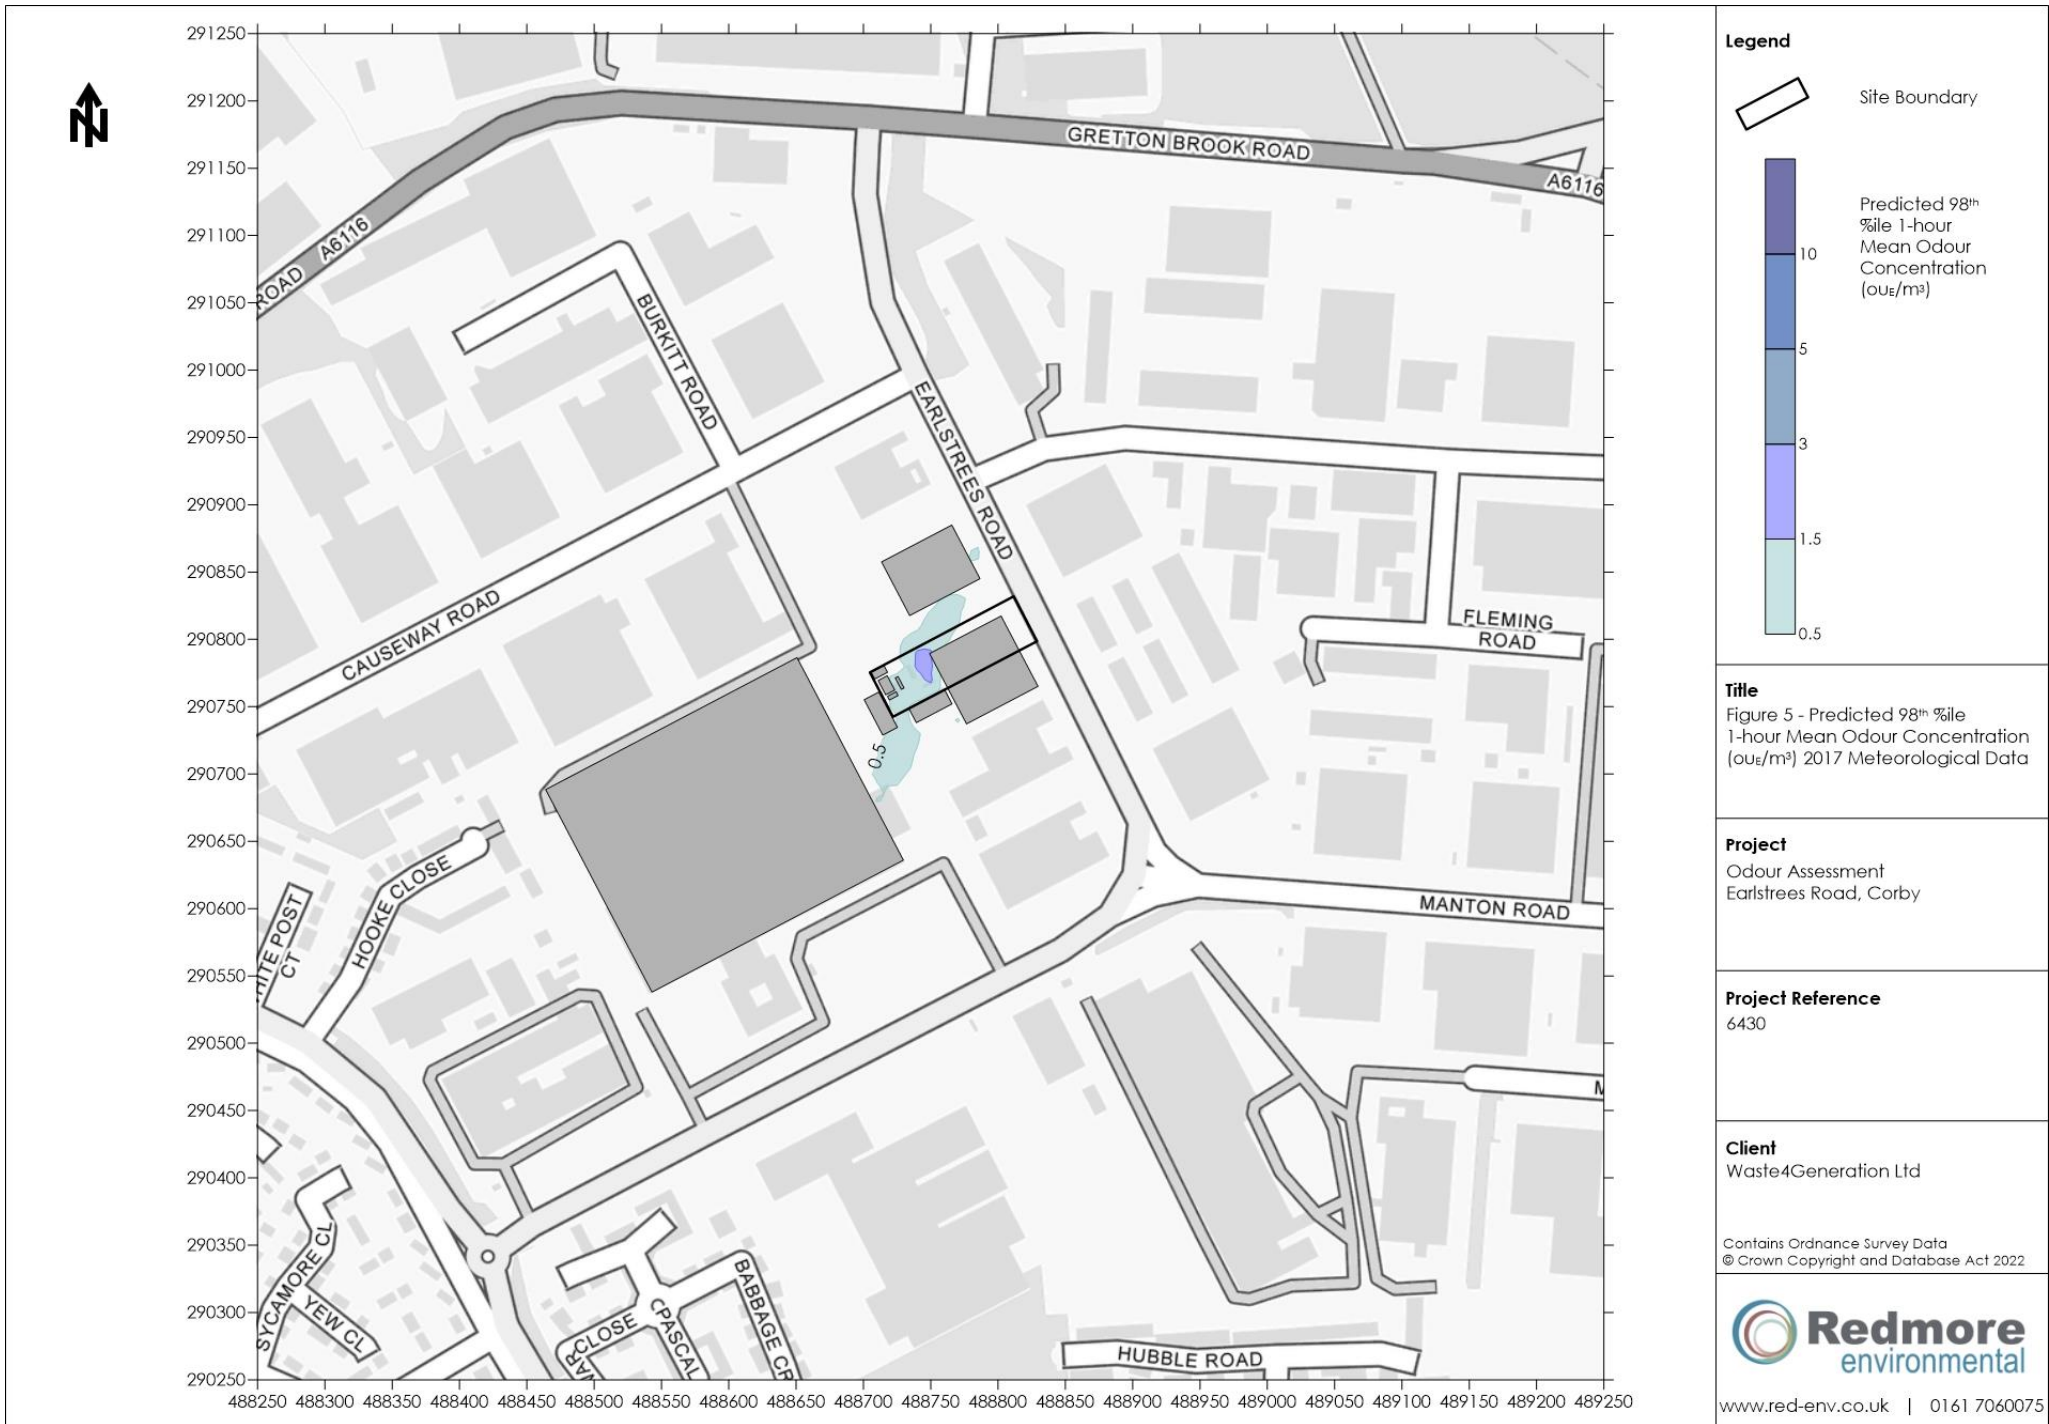 291250
291200
291150
291100
291050
291000
290950
290900
290850
290800
290750
290700
290650
290600
290550
290500
290450
290400
290350
290300
290250
488250 488300 488350 488400 488450 488500 488550 488600 488650 488700 488750 488800 488850 488900 488950 489000 489050 489100 489150 489200 489250
N
GRETTON BROOK ROAD
A6116
A6116
ROAD
BURKITT ROAD
EARLSTREES ROAD
CAUSEWAY ROAD
FLEMING
ROAD
0.5
HOOKE CLOSE
MANTON ROAD
CT
SYCAMORE CL
YEW CL
CLOSE
PASCAL
BABBAGE CR
HUBBLE ROAD
Legend
Site Boundary
10
5
3
1.5
0.5
Predicted 98th
%ile 1-hour
Mean Odour
Concentration
(ouE/m³)
Title
Figure 5 - Predicted 98th %ile
1-hour Mean Odour Concentration
(ouE/m³) 2017 Meteorological Data
Project
Odour Assessment
Earlstrees Road, Corby
Project Reference
6430
Client
Waste4Generation Ltd
Contains Ordnance Survey Data
© Crown Copyright and Database Act 2022
Redmore
environmental
www.red-env.co.uk | 0161 7060075